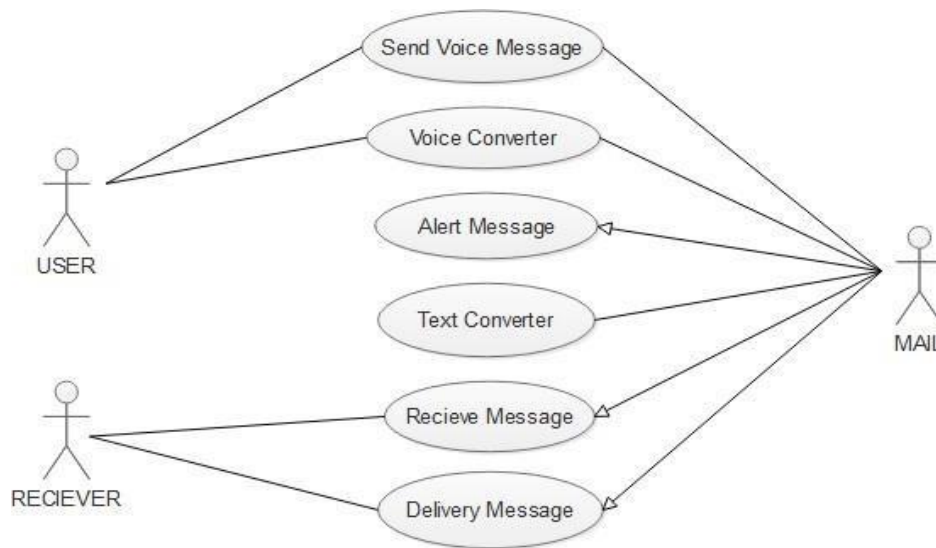 Send Voice Message
Voice Converter
Alert Message
USER
Text Converter
MAIL
Recieve Message
RECIEVER
Delivery Message